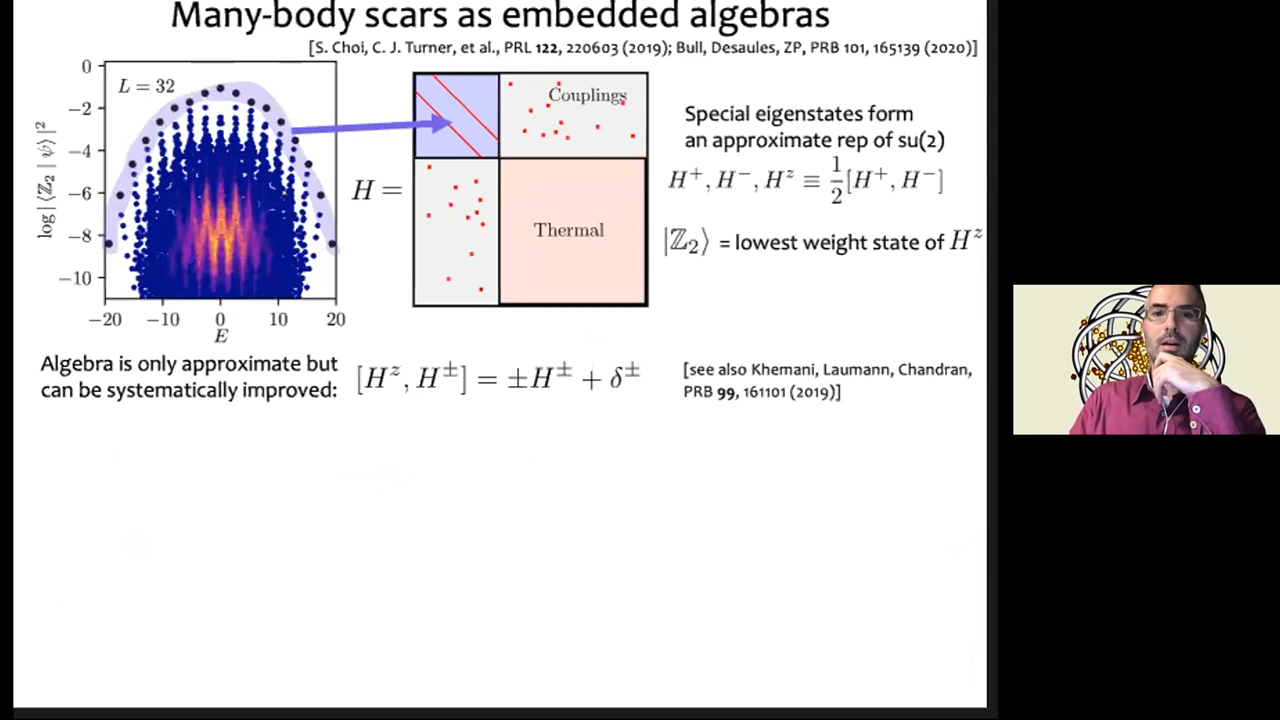 Many-body scars as embedded algebras
[S. Choi, C. J. Turner, et al., PRL 122, 220603 (2019); Bull, Desaules, ZP, PRB 101, 165139 (2020)]
L = 32
0
−2
−4
−6
−8
−10
log |⟨ℤ₂ | ψ⟩|²
−20 −10 0 10 20
E
H =
Couplings
Thermal
Special eigenstates form
an approximate rep of su(2)
H⁺, H⁻, Hᶻ ≡ ½[H⁺, H⁻]
|ℤ₂⟩ = lowest weight state of Hᶻ
Algebra is only approximate but
can be systematically improved:
[Hᶻ, H±] = ±H± + δ±
[see also Khemani, Laumann, Chandran,
PRB 99, 161101 (2019)]